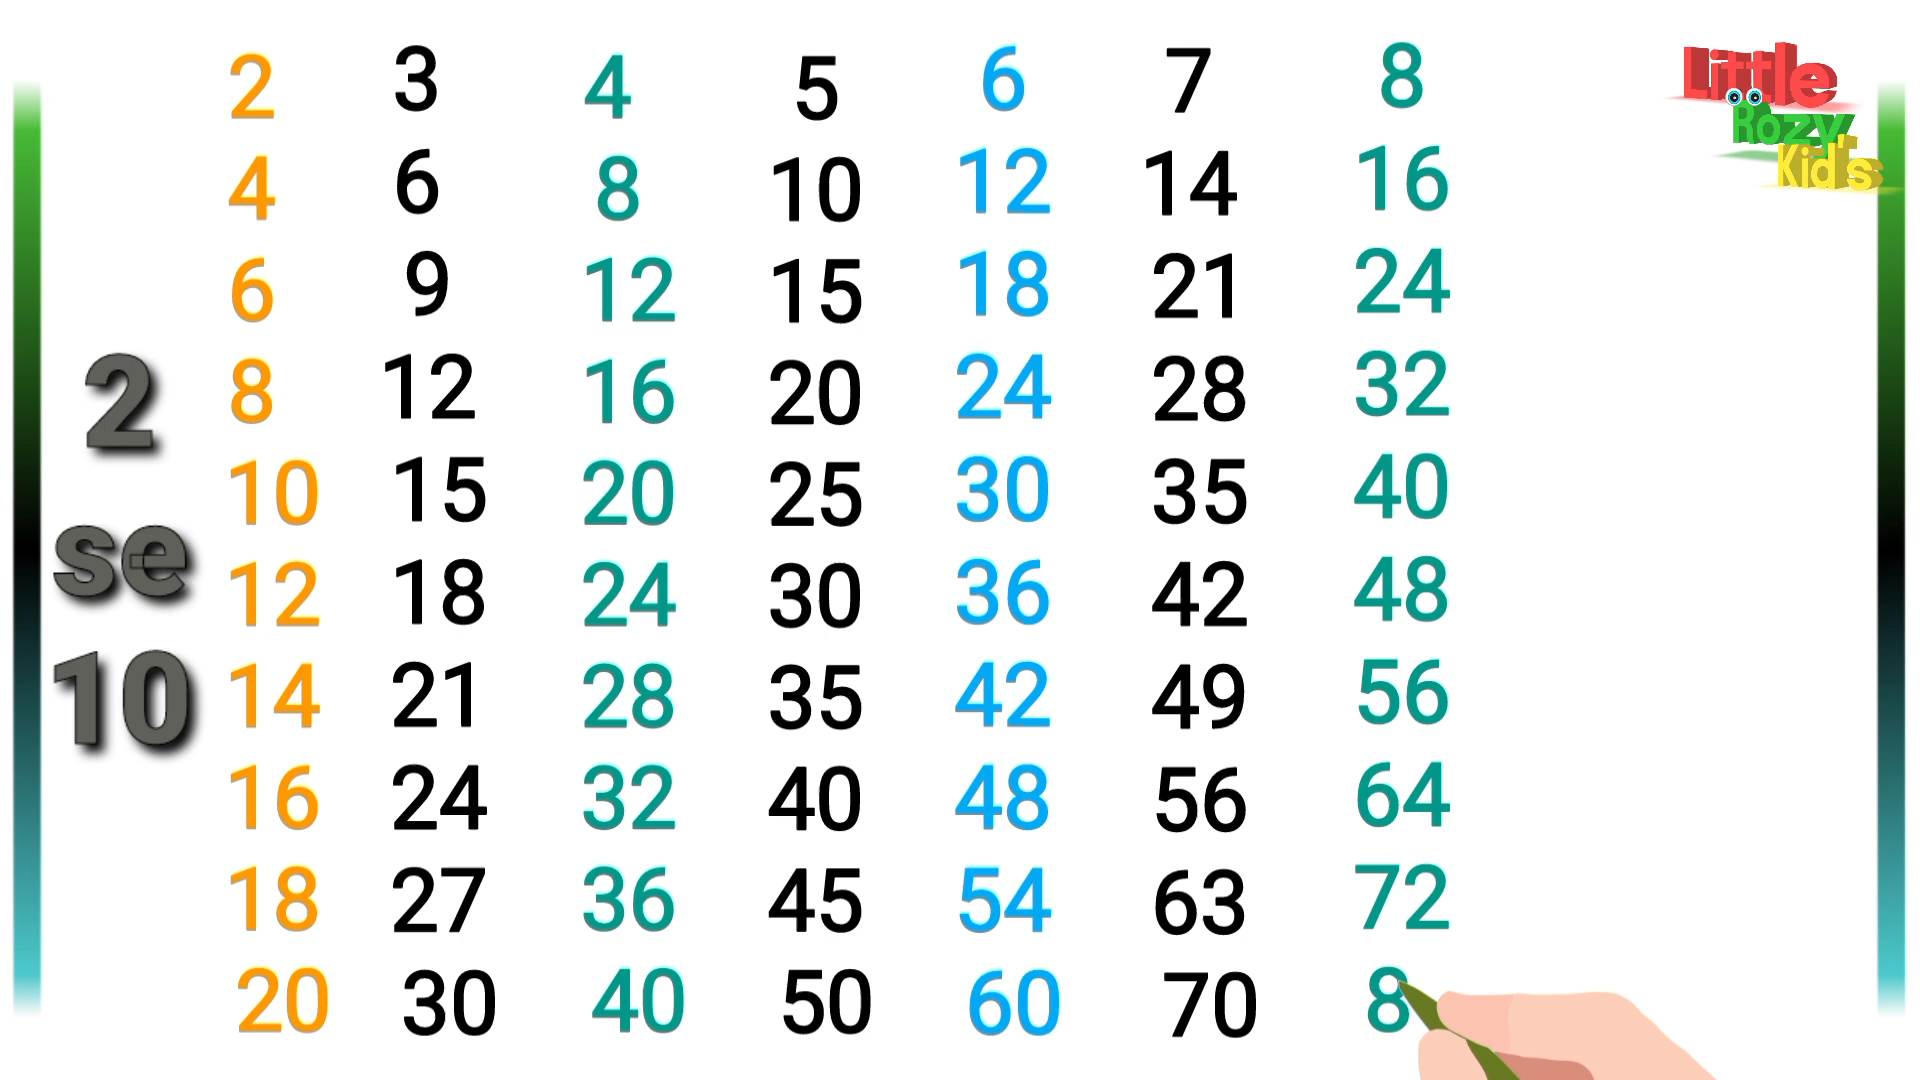 2 3 4 5 6 7 8
4 6 8 10 12 14 16
6 9 12 15 18 21 24
8 12 16 20 24 28 32
10 15 20 25 30 35 40
12 18 24 30 36 42 48
14 21 28 35 42 49 56
16 24 32 40 48 56 64
18 27 36 45 54 63 72
20 30 40 50 60 70 8
2
se
10
Little
Rozy
Kid's